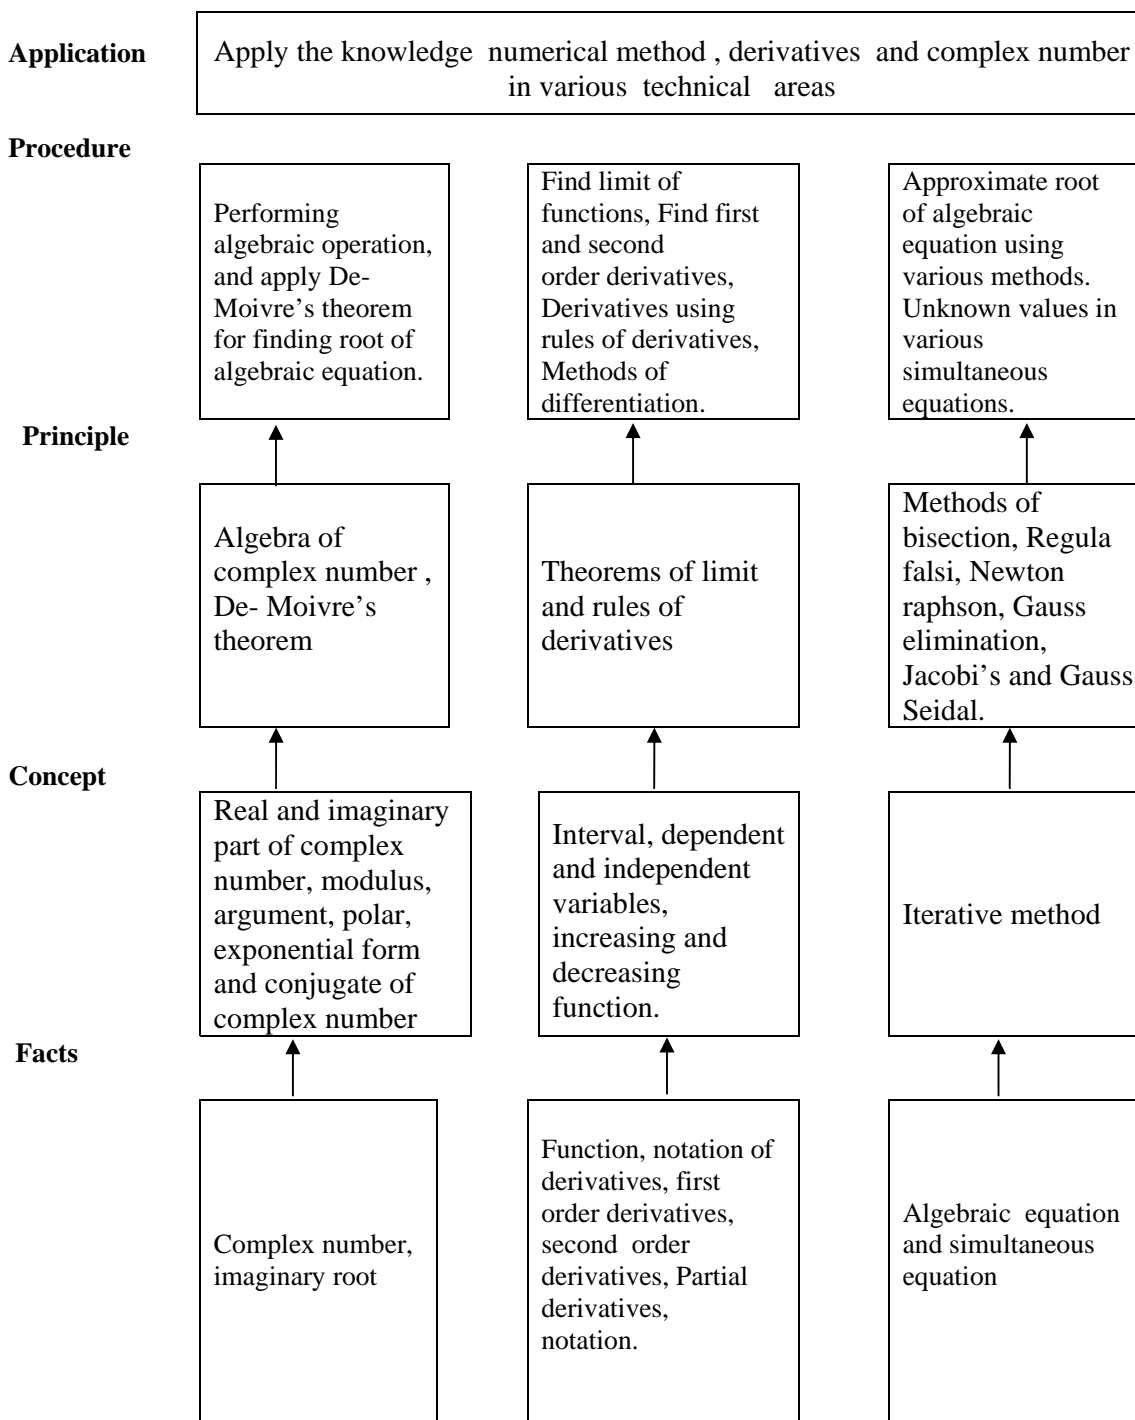 Application
Apply the knowledge numerical method , derivatives and complex number
in various technical areas
Procedure
Performing
algebraic operation,
and apply De-
Moivre’s theorem
for finding root of
algebraic equation.
Find limit of
functions, Find first
and second
order derivatives,
Derivatives using
rules of derivatives,
Methods of
differentiation.
Approximate root
of algebraic
equation using
various methods.
Unknown values in
various
simultaneous
equations.
Principle
Algebra of
complex number ,
De- Moivre’s
theorem
Theorems of limit
and rules of
derivatives
Methods of
bisection, Regula
falsi, Newton
raphson, Gauss
elimination,
Jacobi’s and Gauss
Seidal.
Concept
Real and imaginary
part of complex
number, modulus,
argument, polar,
exponential form
and conjugate of
complex number
Interval, dependent
and independent
variables,
increasing and
decreasing
function.
Iterative method
Facts
Complex number,
imaginary root
Function, notation of
derivatives, first
order derivatives,
second order
derivatives, Partial
derivatives,
notation.
Algebraic equation
and simultaneous
equation